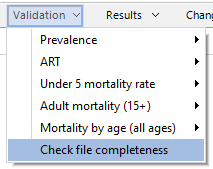 Validation Results
Prevalence
ART
Under 5 mortality rate
Adult mortality (15+)
Mortality by age (all ages)
Check file completeness